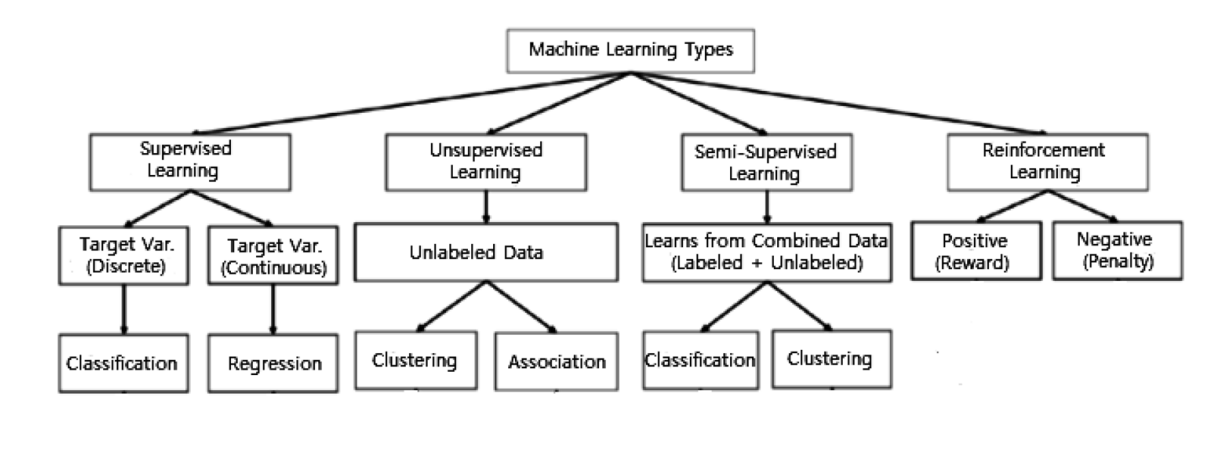 Machine Learning Types
Supervised
Learning
Unsupervised
Learning
Semi-Supervised
Learning
Reinforcement
Learning
Target Var.
(Discrete)
Target Var.
(Continuous)
Unlabeled Data
Learns from Combined Data
(Labeled + Unlabeled)
Positive
(Reward)
Negative
(Penalty)
Classification
Regression
Clustering
Association
Classification
Clustering